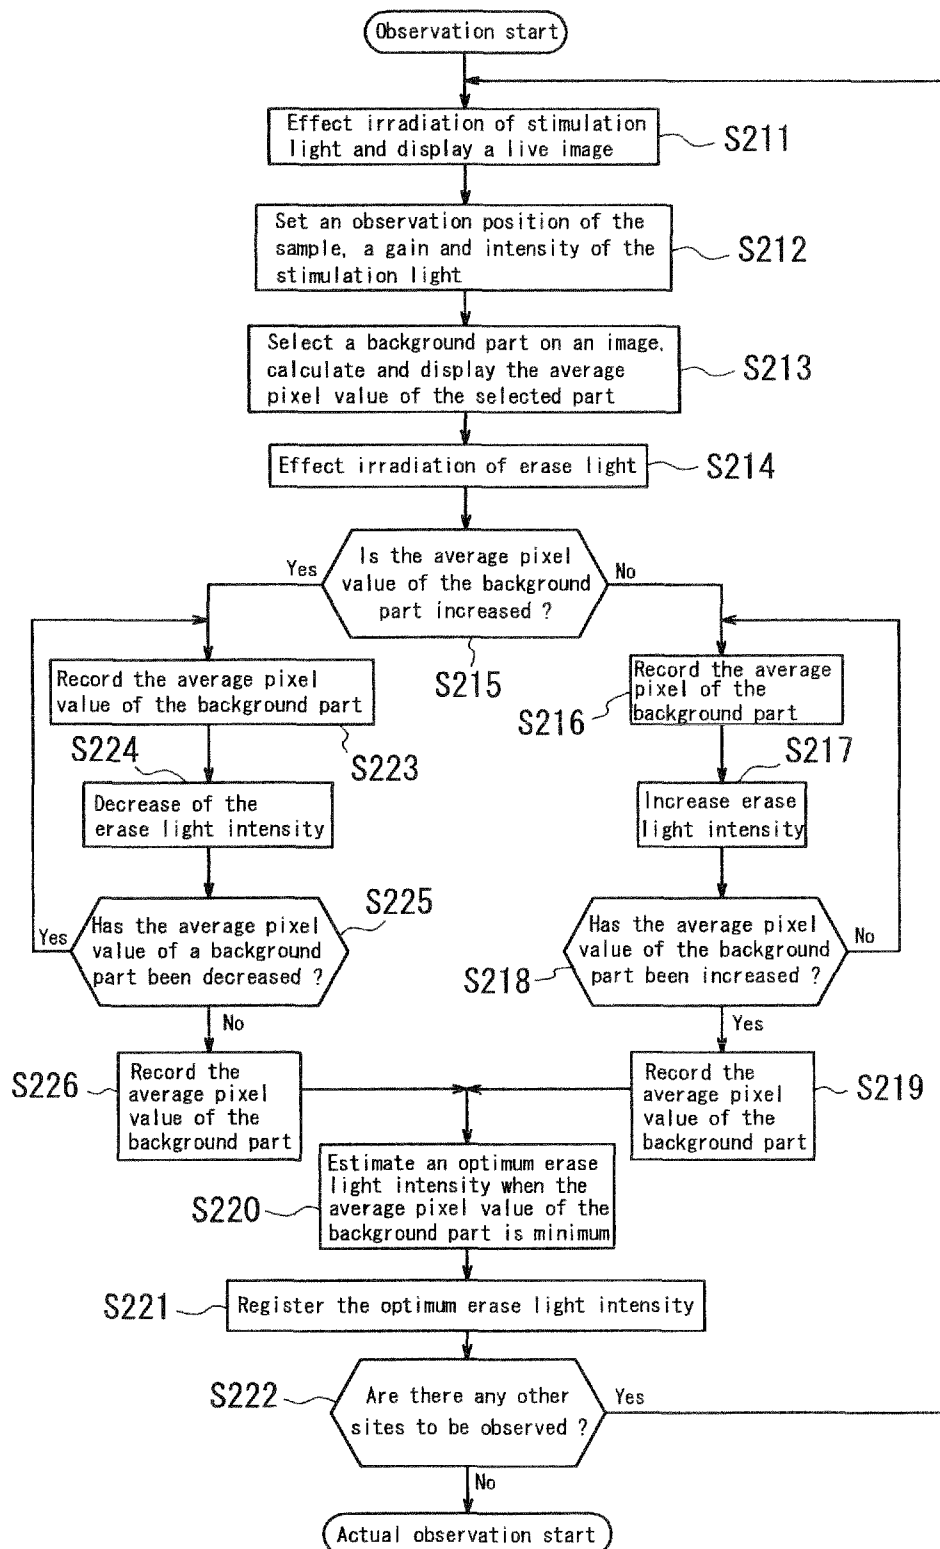 Observation start
Effect irradiation of stimulation
light and display a live image
S211
Set an observation position of the
sample, a gain and intensity of the
stimulation light
S212
Select a background part on an image,
calculate and display the average
pixel value of the selected part
S213
Effect irradiation of erase light
S214
Is the average pixel
value of the background
part increased ?
Yes
No
S215
Record the average pixel
value of the background part
S223
Record the average
pixel of the
background part
S216
S224
Decrease of the
erase light intensity
S217
Increase erase
light intensity
Has the average pixel
value of a background
part been decreased ?
S225
Yes
No
Has the average pixel
value of the background
part been increased ?
S218
No
Yes
S226
Record the
average pixel
value of the
background part
Record the
average pixel
value of the
background part
S219
Estimate an optimum erase
light intensity when the
average pixel value of the
background part is minimum
S220
S221
Register the optimum erase light intensity
S222
Are there any other
sites to be observed ?
Yes
No
Actual observation start